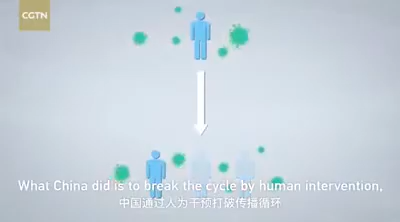 CGTN
What China did is to break the cycle by human intervention,
中国通过人为干预打破传播循环